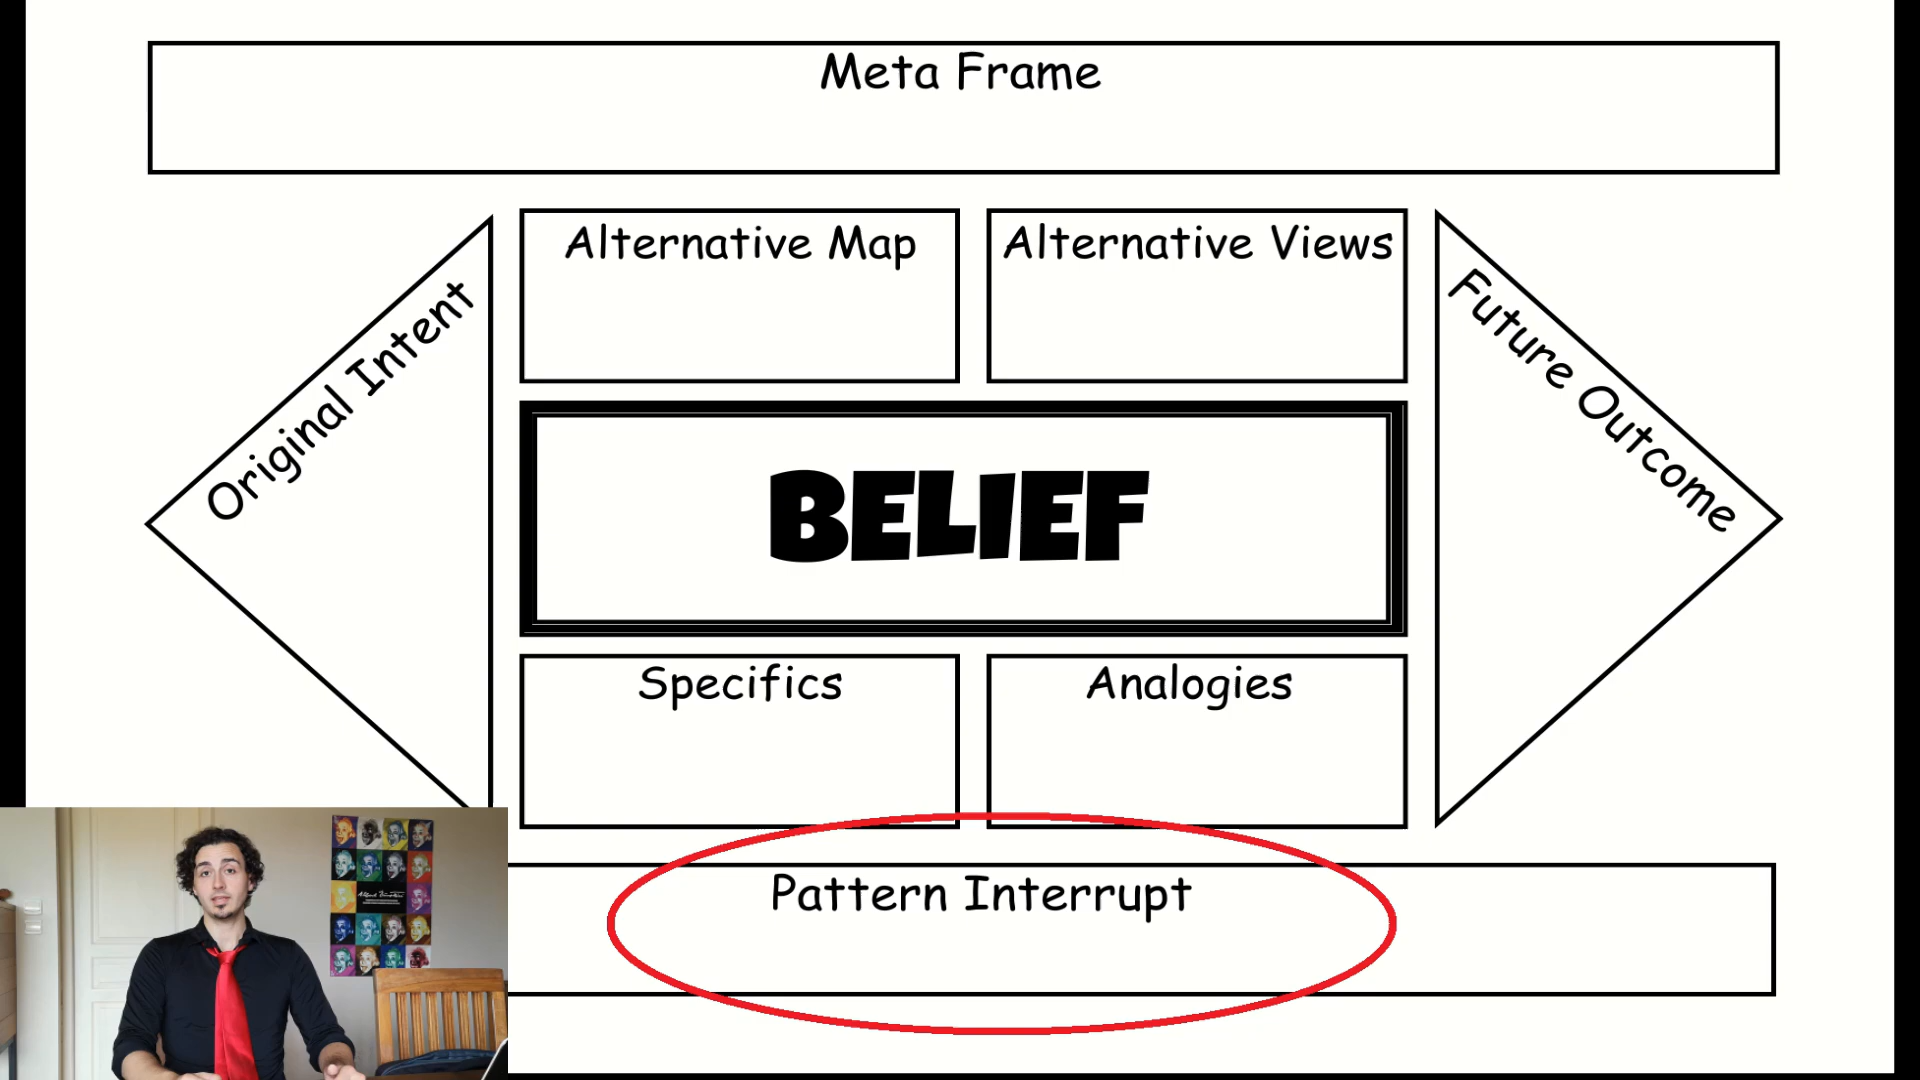 Meta Frame
Alternative Map
Alternative Views
Original Intent
Future Outcome
BELIEF
Specifics
Analogies
Pattern Interrupt